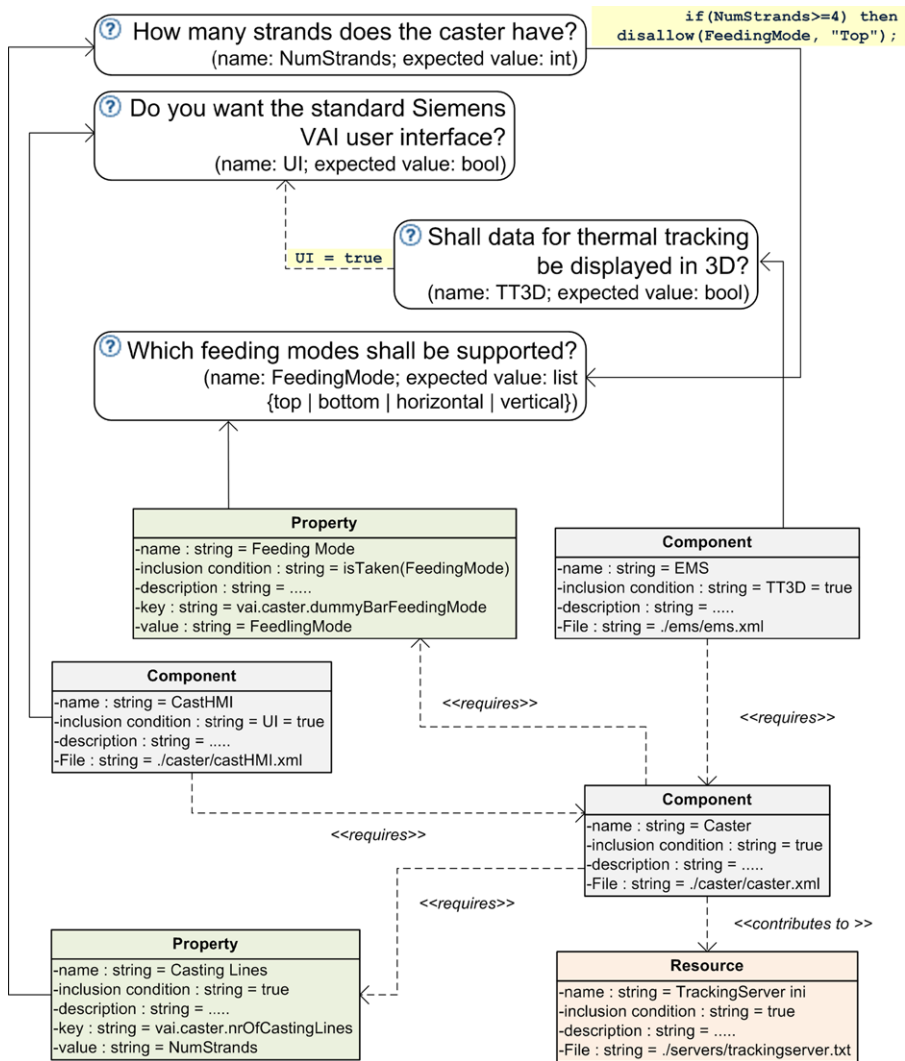 if(NumStrands>=4) then
disallow(FeedingMode, "Top");
? How many strands does the caster have?
(name: NumStrands; expected value: int)
? Do you want the standard Siemens
VAI user interface?
(name: UI; expected value: bool)
? Shall data for thermal tracking
be displayed in 3D?
(name: TT3D; expected value: bool)
UI = true
? Which feeding modes shall be supported?
(name: FeedingMode; expected value: list
{top | bottom | horizontal | vertical})
Property
-name : string = Feeding Mode
-inclusion condition : string = isTaken(FeedingMode)
-description : string = .....
-key : string = vai.caster.dummyBarFeedingMode
-value : string = FeedlingMode
Component
-name : string = EMS
-inclusion condition : string = TT3D = true
-description : string = .....
-File : string = ./ems/ems.xml
Component
-name : string = CastHMI
-inclusion condition : string = UI = true
-description : string = .....
-File : string = ./caster/castHMI.xml
<<requires>>
<<requires>>
Component
-name : string = Caster
-inclusion condition : string = true
-description : string = .....
-File : string = ./caster/caster.xml
<<requires>>
<<requires>>
<<contributes to >>
Property
-name : string = Casting Lines
-inclusion condition : string = true
-description : string = .....
-key : string = vai.caster.nrOfCastingLines
-value : string = NumStrands
Resource
-name : string = TrackingServer ini
-inclusion condition : string = true
-description : string = .....
-File : string = ./servers/trackingserver.txt